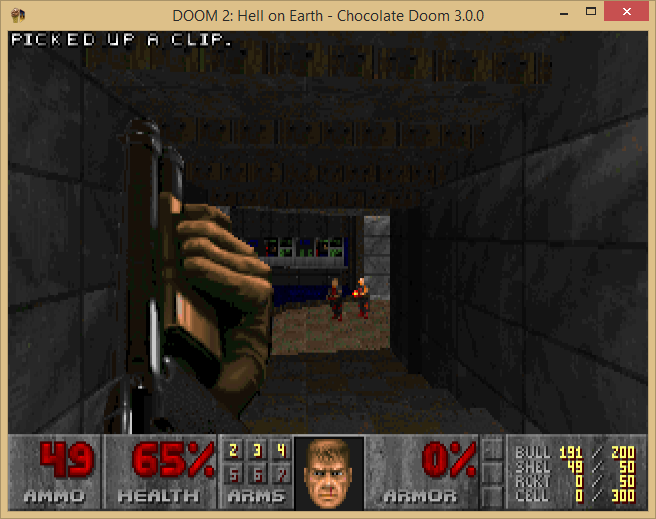 DOOM 2: Hell on Earth - Chocolate Doom 3.0.0
PICKED UP A CLIP.
49 65% 2 3 4 0% BULL 191 / 200
SHEL 49 / 50
5 6 7 RCKT 0 / 50
AMMO HEALTH ARMS ARMOR CELL 0 / 300